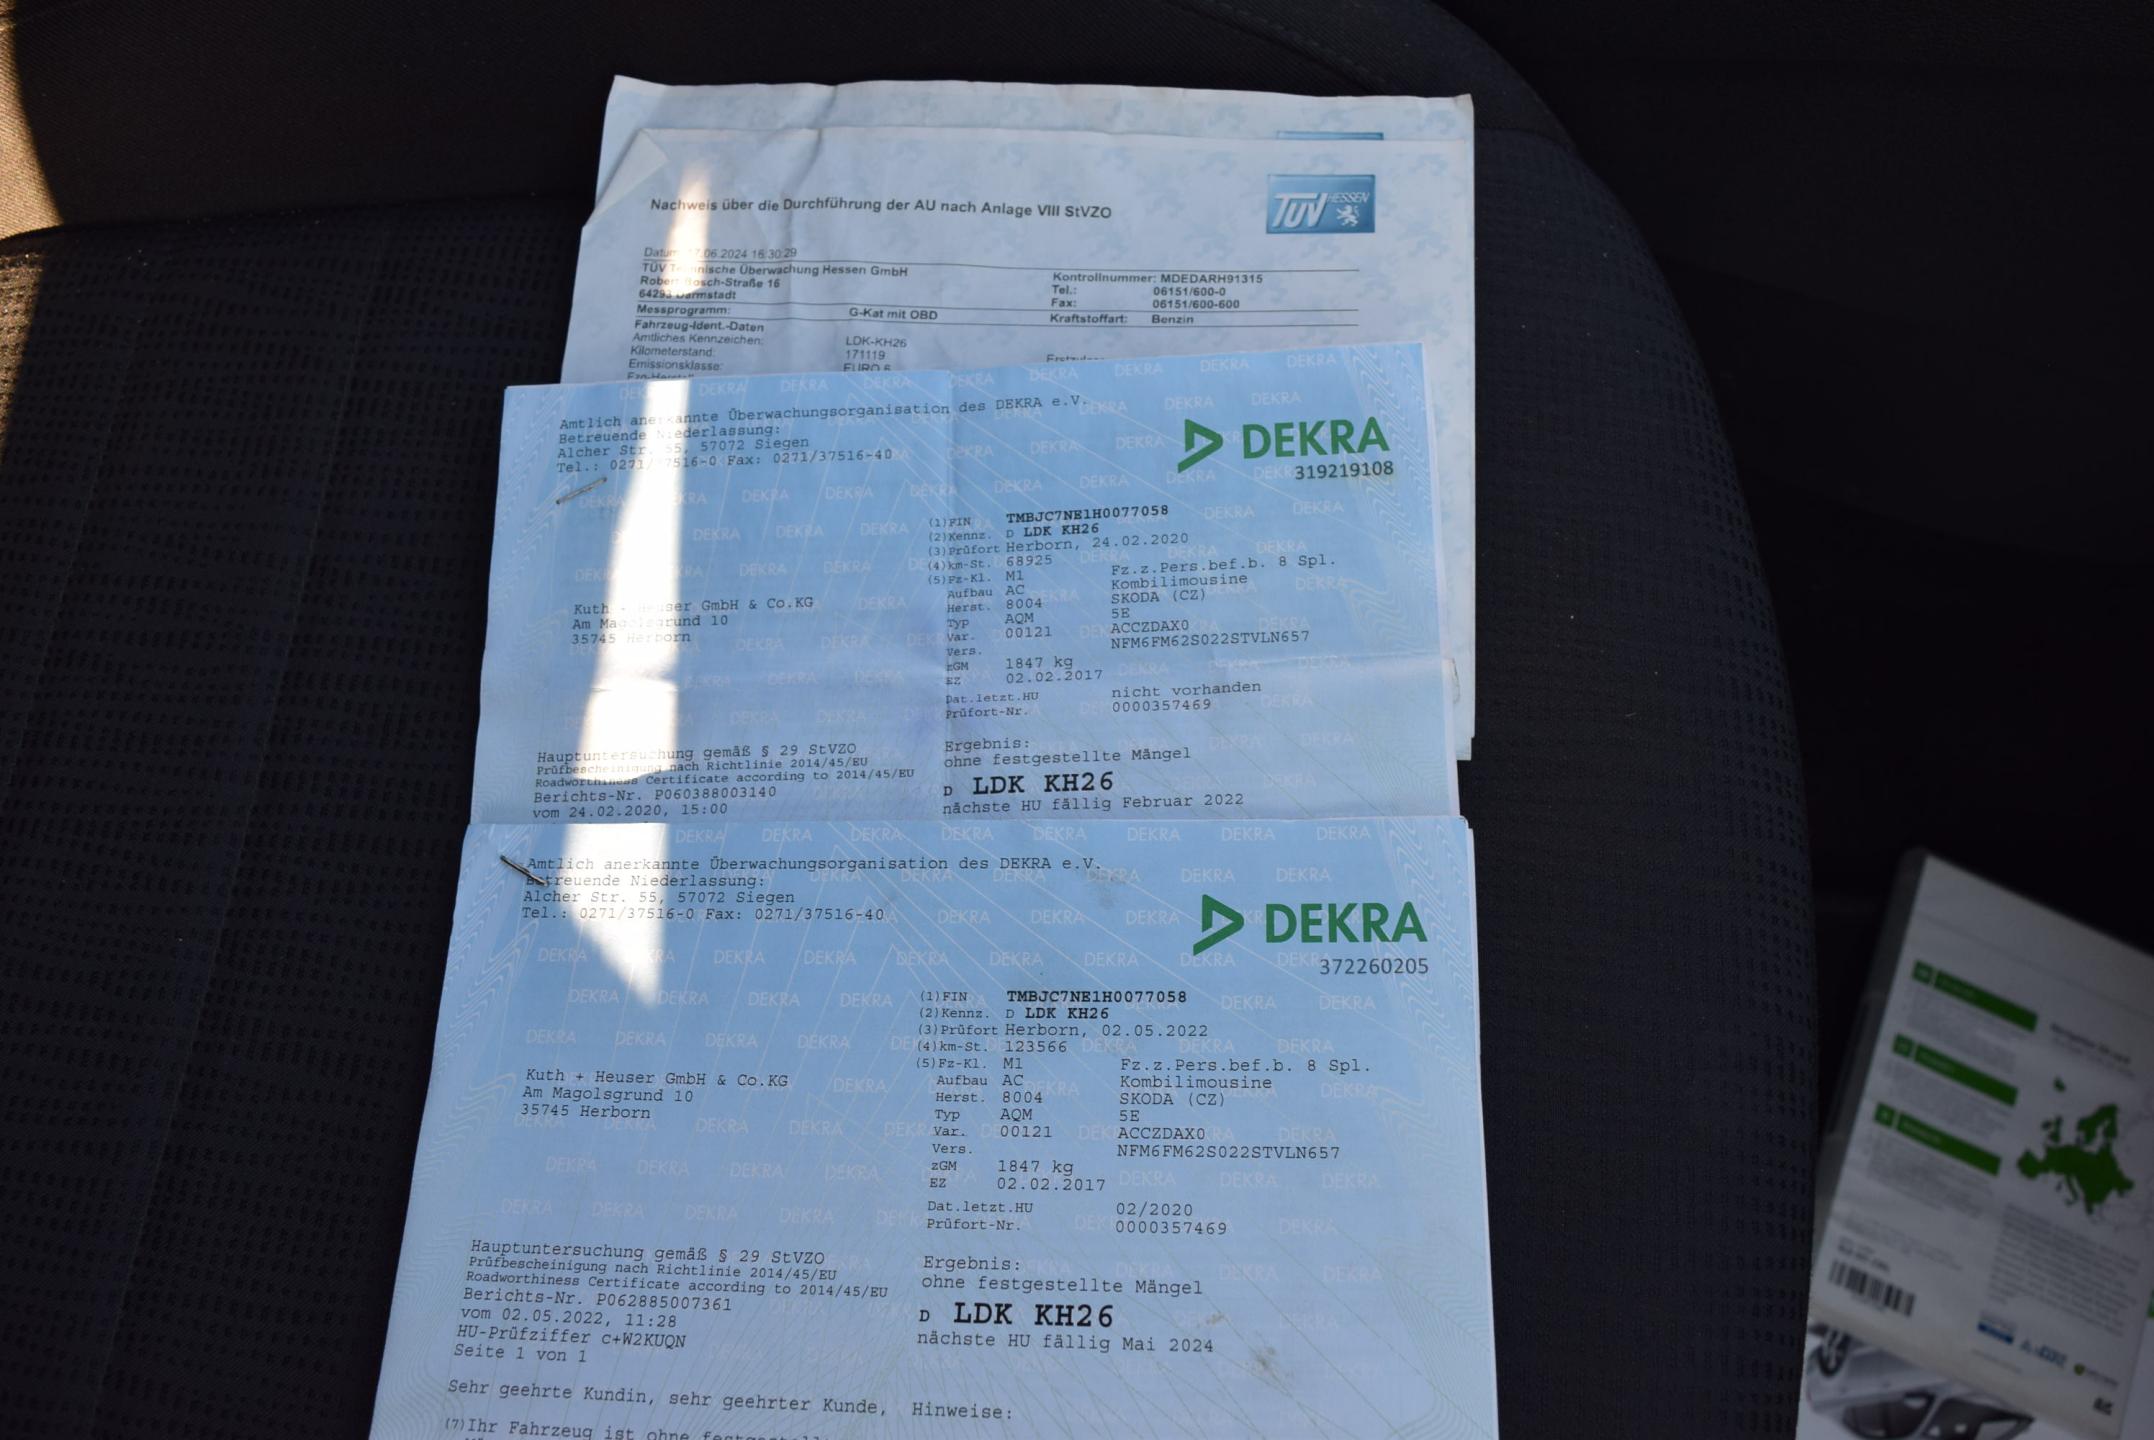 Nachweis über die Durchführung der AU nach Anlage VIII StVZO
TÜV HESSEN
Datum: 17.06.2024 16:30:29
TÜV Technische Überwachung Hessen GmbH
Robert-Bosch-Straße 16
64293 Darmstadt
Kontrollnummer: MDEDARH91315
Tel.: 06151/600-0
Fax: 06151/600-600
Messprogramm: G-Kat mit OBD Kraftstoffart: Benzin
Fahrzeug-Ident.-Daten
Amtliches Kennzeichen: LDK-KH26
Kilometerstand: 171119
Emissionsklasse: EURO 6
Amtlich anerkannte Überwachungsorganisation des DEKRA e.V.
Betreuende Niederlassung:
Alcher Str. 55, 57072 Siegen
Tel.: 0271/37516-0 Fax: 0271/37516-40
DEKRA
319219108
(1)FIN TMBJC7NE1H0077058
(2)Kennz. D LDK KH26
(3)Prüfort Herborn, 24.02.2020
(4)km-St. 68925
(5)Fz-Kl. M1 Fz.z.Pers.bef.b. 8 Spl.
Aufbau AC Kombilimousine
Herst. 8004 SKODA (CZ)
Typ AQM 5E
Var. 00121 ACCZDAX0
Vers. NFM6FM62S022STVLN657
zGM 1847 kg
EZ 02.02.2017
Dat.letzt.HU nicht vorhanden
Prüfort-Nr. 0000357469
Kuth + Heuser GmbH & Co.KG
Am Magolsgrund 10
35745 Herborn
Hauptuntersuchung gemäß § 29 StVZO
Prüfbescheinigung nach Richtlinie 2014/45/EU
Roadworthiness Certificate according to 2014/45/EU
Berichts-Nr. P060388003140
vom 24.02.2020, 15:00
Ergebnis:
ohne festgestellte Mängel
D LDK KH26
nächste HU fällig Februar 2022
Amtlich anerkannte Überwachungsorganisation des DEKRA e.V.
Betreuende Niederlassung:
Alcher Str. 55, 57072 Siegen
Tel.: 0271/37516-0 Fax: 0271/37516-40
DEKRA
372260205
(1)FIN TMBJC7NE1H0077058
(2)Kennz. D LDK KH26
(3)Prüfort Herborn, 02.05.2022
(4)km-St. 123566
(5)Fz-Kl. M1 Fz.z.Pers.bef.b. 8 Spl.
Aufbau AC Kombilimousine
Herst. 8004 SKODA (CZ)
Typ AQM 5E
Var. 00121 ACCZDAX0
Vers. NFM6FM62S022STVLN657
zGM 1847 kg
EZ 02.02.2017
Dat.letzt.HU 02/2020
Prüfort-Nr. 0000357469
Kuth + Heuser GmbH & Co.KG
Am Magolsgrund 10
35745 Herborn
Hauptuntersuchung gemäß § 29 StVZO
Prüfbescheinigung nach Richtlinie 2014/45/EU
Roadworthiness Certificate according to 2014/45/EU
Berichts-Nr. P062885007361
vom 02.05.2022, 11:28
HU-Prüfziffer c+W2KUQN
Seite 1 von 1
Ergebnis:
ohne festgestellte Mängel
D LDK KH26
nächste HU fällig Mai 2024
Sehr geehrte Kundin, sehr geehrter Kunde, Hinweise:
(7)Ihr Fahrzeug ist ohne